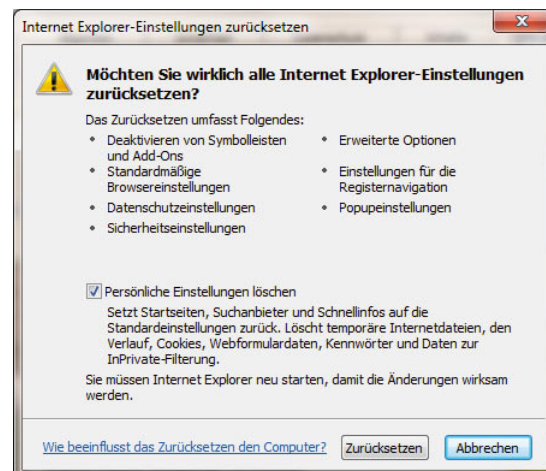 Internet Explorer-Einstellungen zurücksetzen
Möchten Sie wirklich alle Internet Explorer-Einstellungen
zurücksetzen?
Das Zurücksetzen umfasst Folgendes:
• Deaktivieren von Symbolleisten
und Add-Ons
• Standardmäßige
Browsereinstellungen
• Datenschutzeinstellungen
• Sicherheitseinstellungen
• Erweiterte Optionen
• Einstellungen für die
Registernavigation
• Popupeinstellungen
Persönliche Einstellungen löschen
Setzt Startseiten, Suchanbieter und Schnellinfos auf die
Standardeinstellungen zurück. Löscht temporäre Internetdateien, den
Verlauf, Cookies, Webformulardaten, Kennwörter und Daten zur
InPrivate-Filterung.
Sie müssen Internet Explorer neu starten, damit die Änderungen wirksam
werden.
Wie beeinflusst das Zurücksetzen den Computer? Zurücksetzen Abbrechen